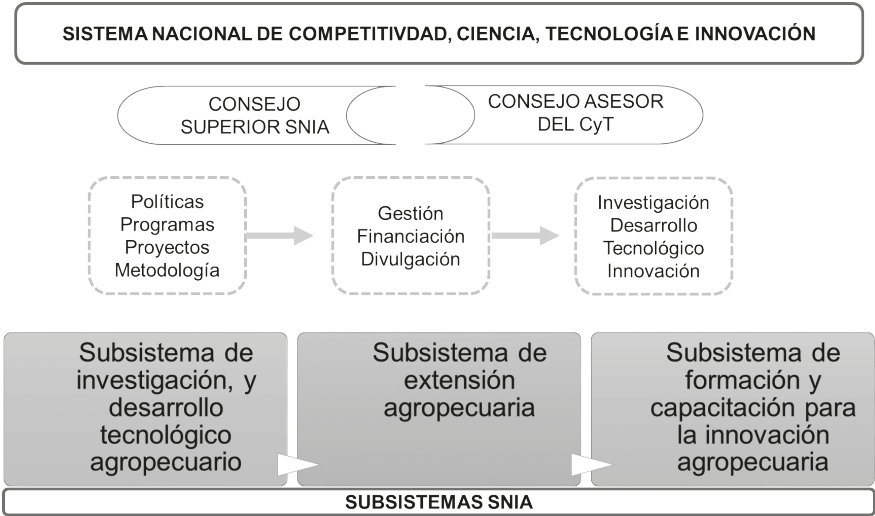 SISTEMA NACIONAL DE COMPETITIVDAD, CIENCIA, TECNOLOGÍA E INNOVACIÓN
CONSEJO
SUPERIOR SNIA
CONSEJO ASESOR
DEL CyT
Políticas
Programas
Proyectos
Metodología
Gestión
Financiación
Divulgación
Investigación
Desarrollo
Tecnológico
Innovación
Subsistema de
investigación, y
desarrollo
tecnológico
agropecuario
Subsistema de
extensión
agropecuaria
Subsistema de
formación y
capacitación para
la innovación
agropecuaria
SUBSISTEMAS SNIA